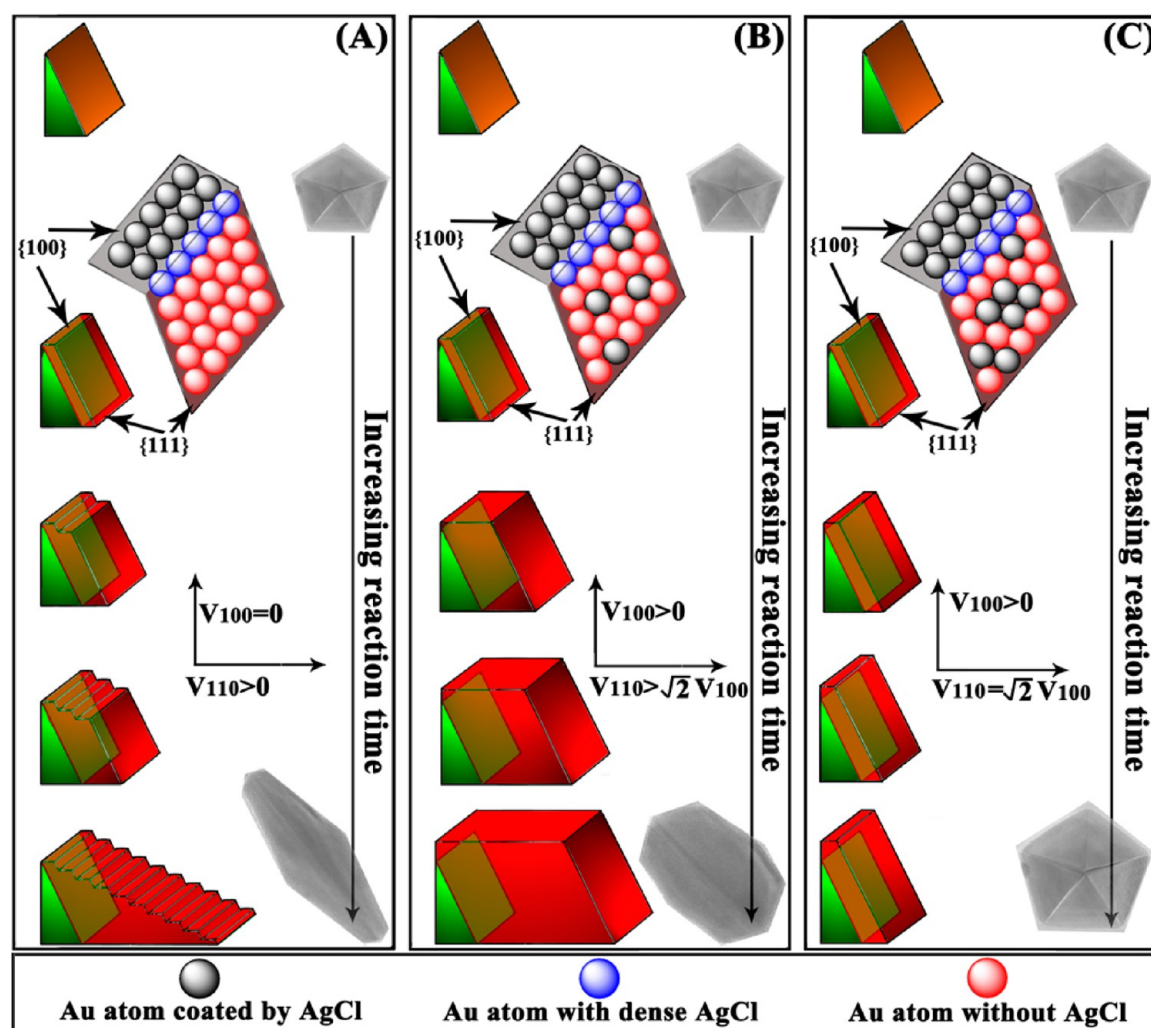 (A)
{100}
{111}
V100=0
V110>0
Increasing reaction time
(B)
{100}
{111}
V100>0
V110>√2 V100
Increasing reaction time
(C)
{100}
{111}
V100>0
V110=√2 V100
Increasing reaction time
Au atom coated by AgCl
Au atom with dense AgCl
Au atom without AgCl